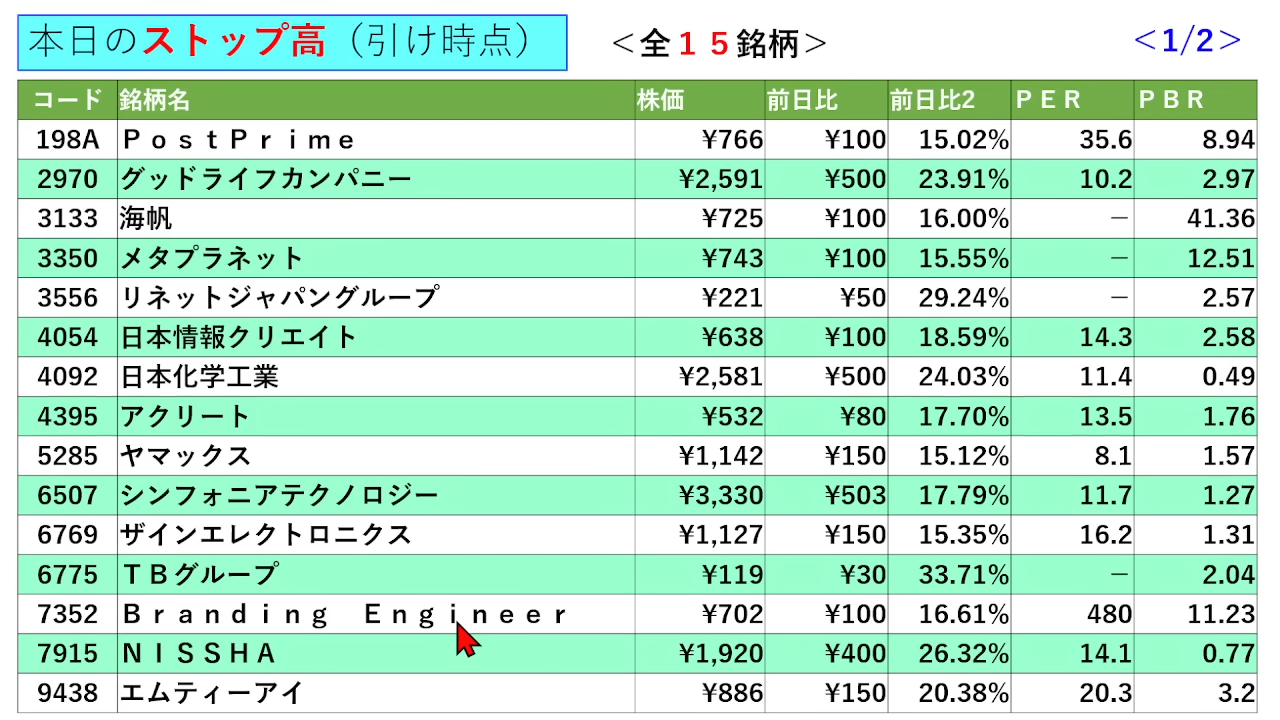 本日のストップ高（引け時点） ＜全１５銘柄＞ ＜1/2＞
コード 銘柄名 株価 前日比 前日比2 ＰＥＲ ＰＢＲ
198A ＰｏｓｔＰｒｉｍｅ ¥766 ¥100 15.02% 35.6 8.94
2970 グッドライフカンパニー ¥2,591 ¥500 23.91% 10.2 2.97
3133 海帆 ¥725 ¥100 16.00% － 41.36
3350 メタプラネット ¥743 ¥100 15.55% － 12.51
3556 リネットジャパングループ ¥221 ¥50 29.24% － 2.57
4054 日本情報クリエイト ¥638 ¥100 18.59% 14.3 2.58
4092 日本化学工業 ¥2,581 ¥500 24.03% 11.4 0.49
4395 アクリート ¥532 ¥80 17.70% 13.5 1.76
5285 ヤマックス ¥1,142 ¥150 15.12% 8.1 1.57
6507 シンフォニアテクノロジー ¥3,330 ¥503 17.79% 11.7 1.27
6769 ザインエレクトロニクス ¥1,127 ¥150 15.35% 16.2 1.31
6775 ＴＢグループ ¥119 ¥30 33.71% － 2.04
7352 Ｂｒａｎｄｉｎｇ　Ｅｎｇｉｎｅｅｒ ¥702 ¥100 16.61% 480 11.23
7915 ＮＩＳＳＨＡ ¥1,920 ¥400 26.32% 14.1 0.77
9438 エムティーアイ ¥886 ¥150 20.38% 20.3 3.2